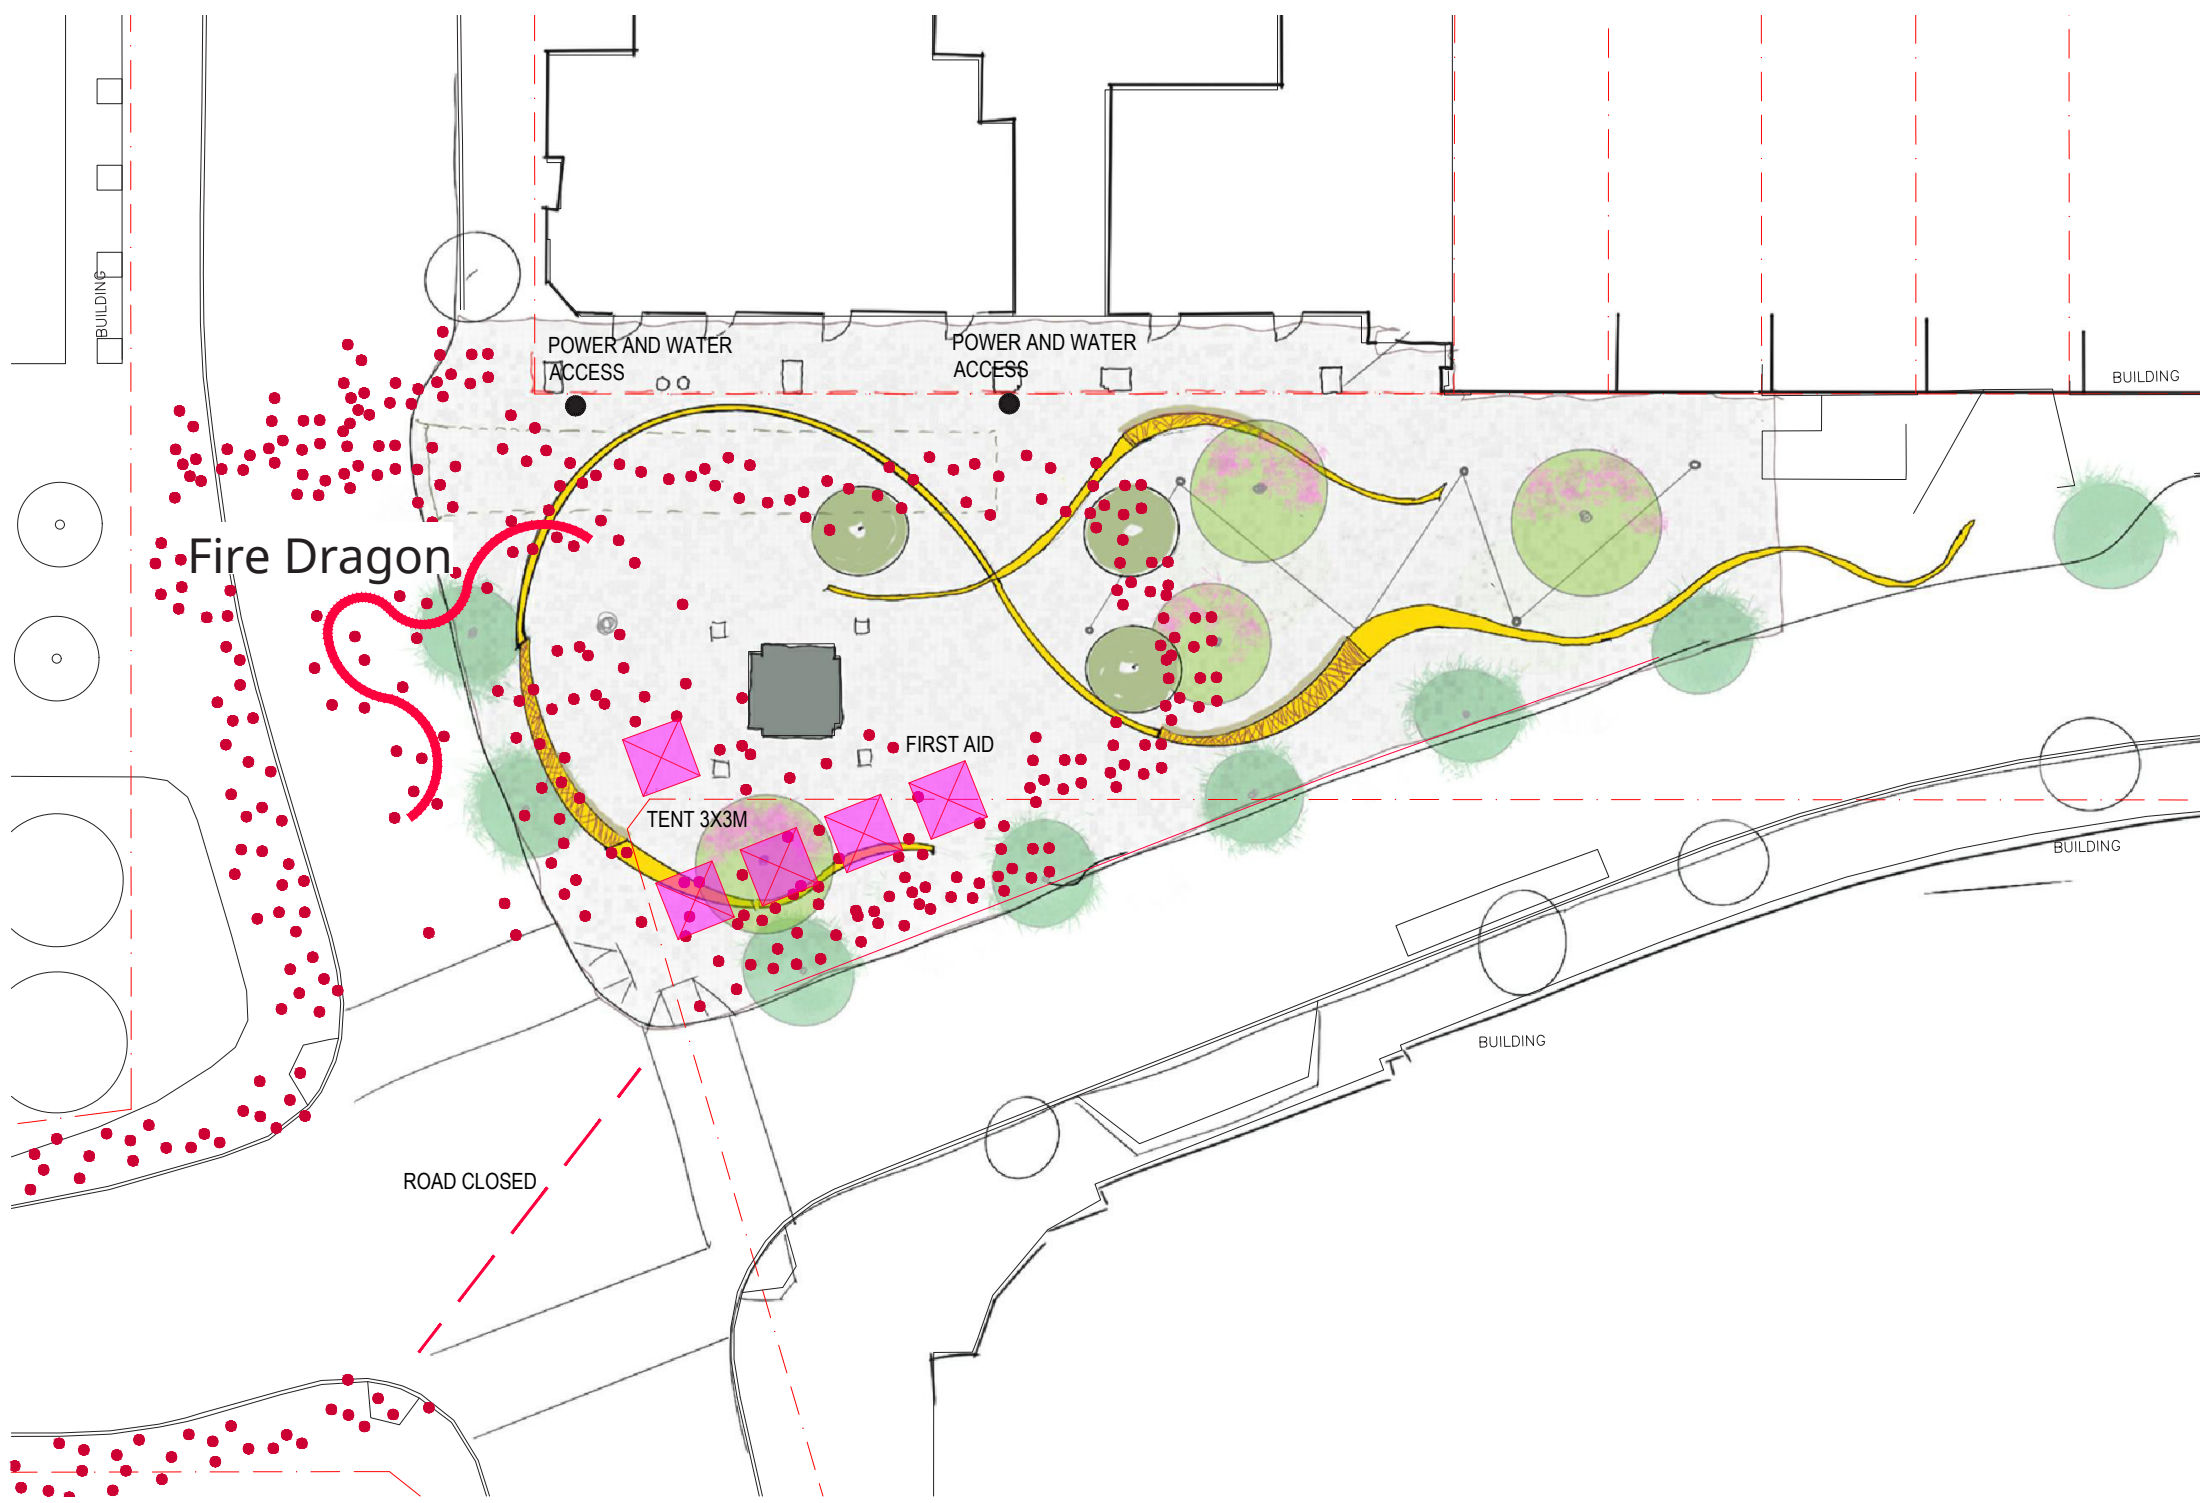 BUILDING
POWER AND WATER
ACCESS
POWER AND WATER
ACCESS
BUILDING
Fire Dragon
FIRST AID
TENT 3X3M
BUILDING
BUILDING
ROAD CLOSED